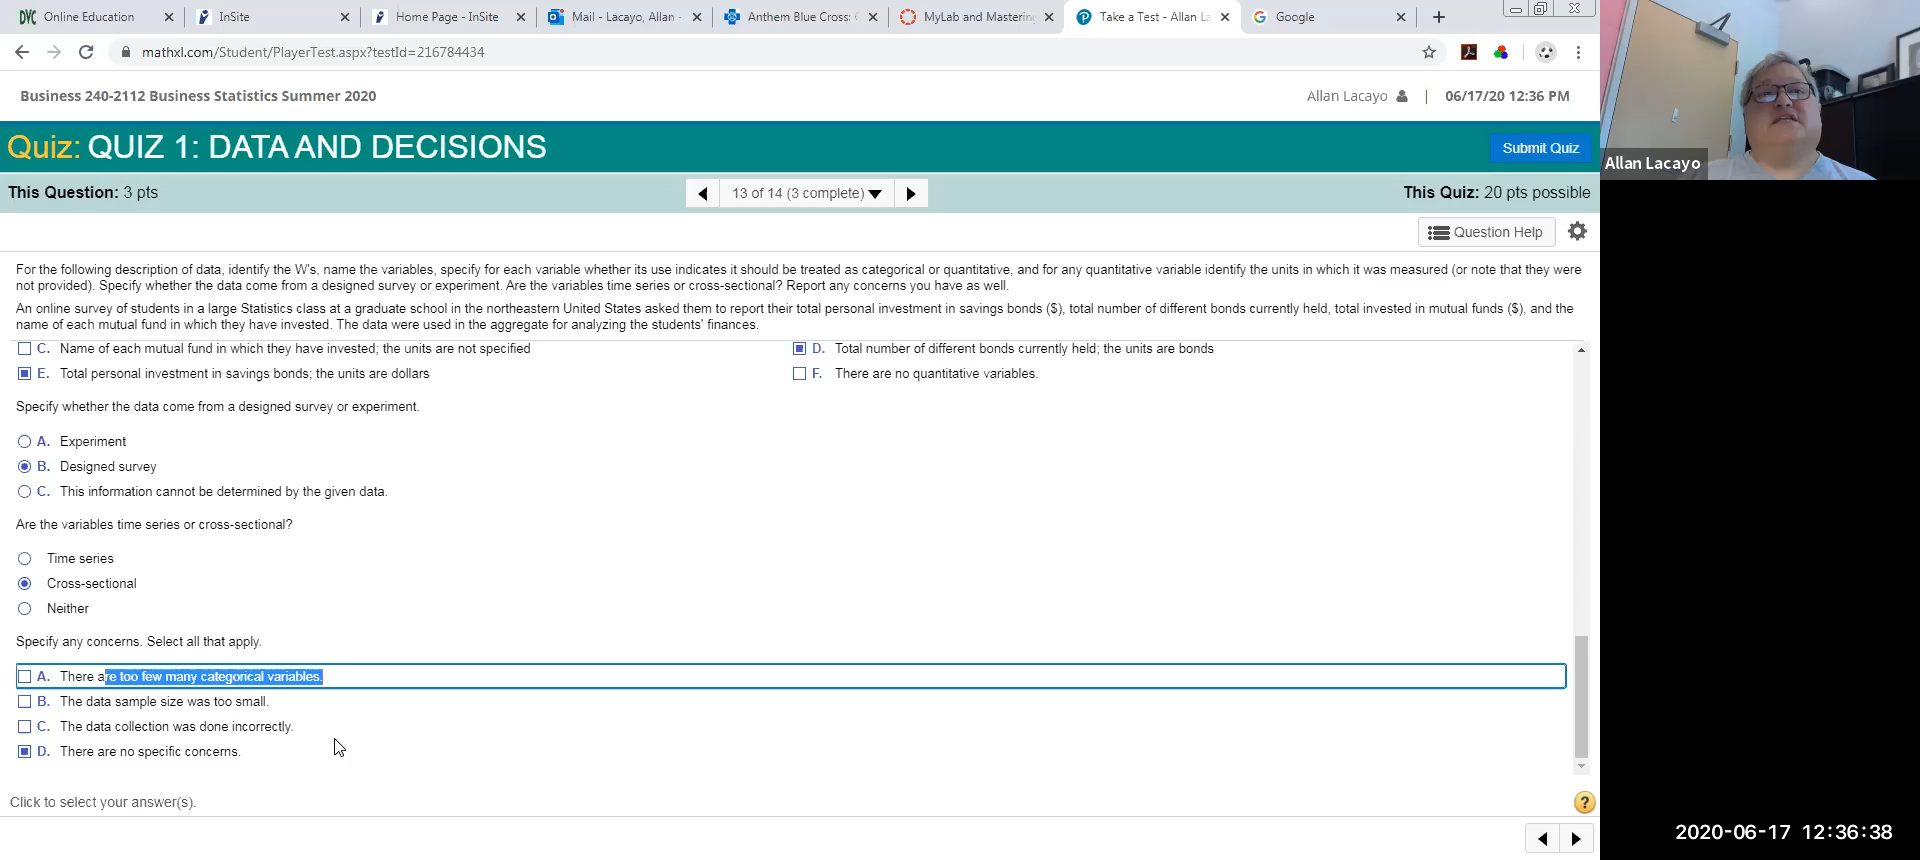 Online Education
InSite
Home Page - InSite
Mail - Lacayo, Allan -
Anthem Blue Cross:
MyLab and Mastering
Take a Test - Allan La
Google
mathxl.com/Student/PlayerTest.aspx?testId=216784434
Business 240-2112 Business Statistics Summer 2020
Allan Lacayo | 06/17/20 12:36 PM
Quiz: QUIZ 1: DATA AND DECISIONS
Submit Quiz
This Question: 3 pts
13 of 14 (3 complete)
This Quiz: 20 pts possible
Question Help
For the following description of data, identify the W's, name the variables, specify for each variable whether its use indicates it should be treated as categorical or quantitative, and for any quantitative variable identify the units in which it was measured (or note that they were
not provided). Specify whether the data come from a designed survey or experiment. Are the variables time series or cross-sectional? Report any concerns you have as well.
An online survey of students in a large Statistics class at a graduate school in the northeastern United States asked them to report their total personal investment in savings bonds ($), total number of different bonds currently held, total invested in mutual funds ($), and the
name of each mutual fund in which they have invested. The data were used in the aggregate for analyzing the students' finances.
C. Name of each mutual fund in which they have invested; the units are not specified
D. Total number of different bonds currently held; the units are bonds
E. Total personal investment in savings bonds; the units are dollars
F. There are no quantitative variables.
Specify whether the data come from a designed survey or experiment.
A. Experiment
B. Designed survey
C. This information cannot be determined by the given data.
Are the variables time series or cross-sectional?
Time series
Cross-sectional
Neither
Specify any concerns. Select all that apply.
A. There are too few many categorical variables.
B. The data sample size was too small.
C. The data collection was done incorrectly.
D. There are no specific concerns.
Click to select your answer(s).
?
Allan Lacayo
2020-06-17 12:36:38